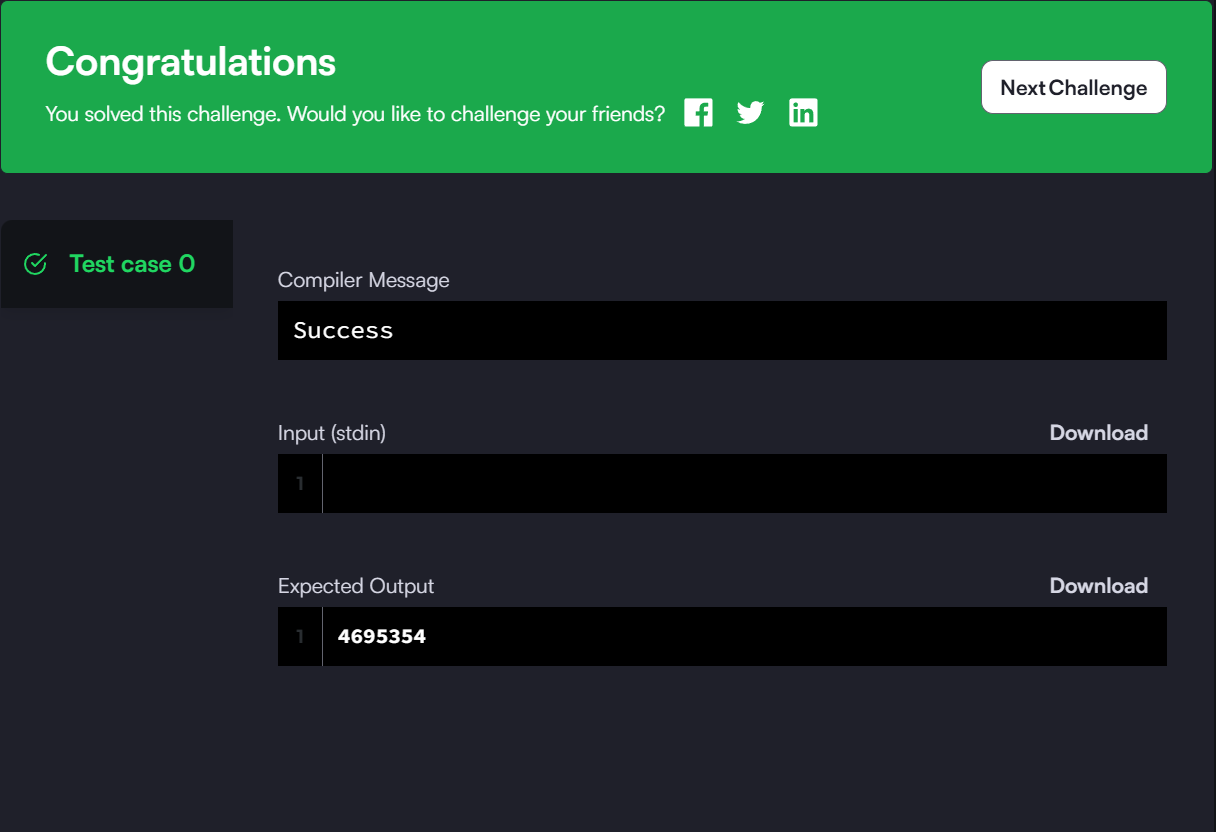 Congratulations
You solved this challenge. Would you like to challenge your friends?
Next Challenge
Test case 0
Compiler Message
Success
Input (stdin)
Download
1
Expected Output
Download
1
4695354